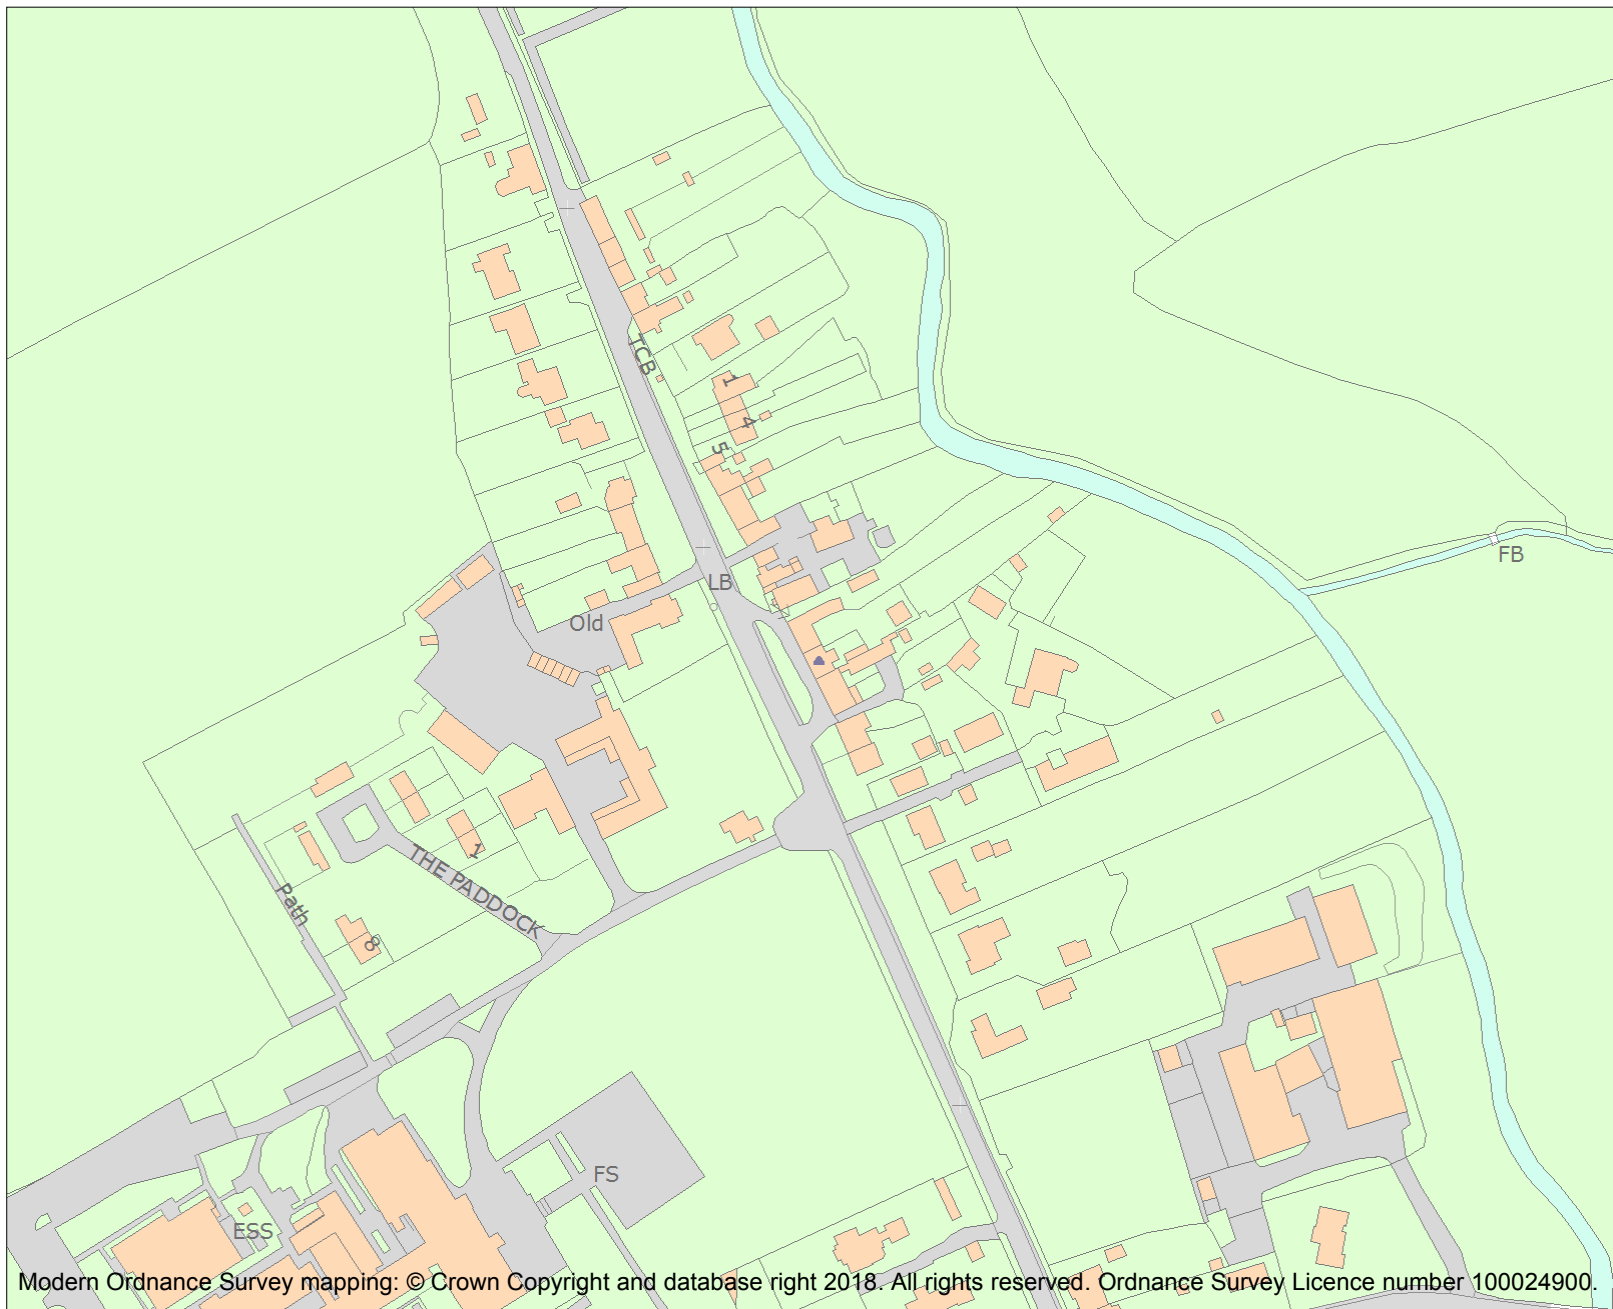 TCB
1
4
5
LB
FB
Old
1
THE PADDOCK
Path
8
FS
ESS
Modern Ordnance Survey mapping: © Crown Copyright and database right 2018. All rights reserved. Ordnance Survey Licence number 100024900.